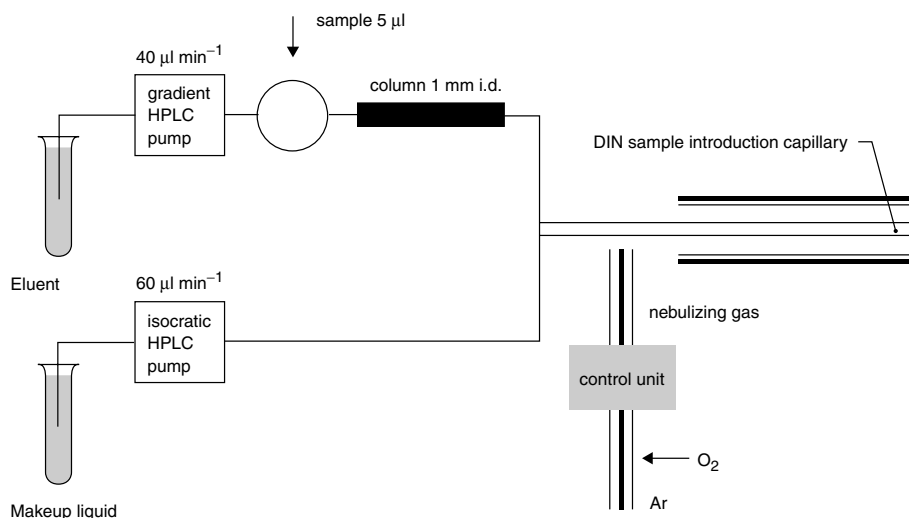 sample 5 µl
40 µl min⁻¹
gradient
HPLC
pump
column 1 mm i.d.
DIN sample introduction capillary
Eluent
60 µl min⁻¹
isocratic
HPLC
pump
nebulizing gas
control unit
O₂
Ar
Makeup liquid